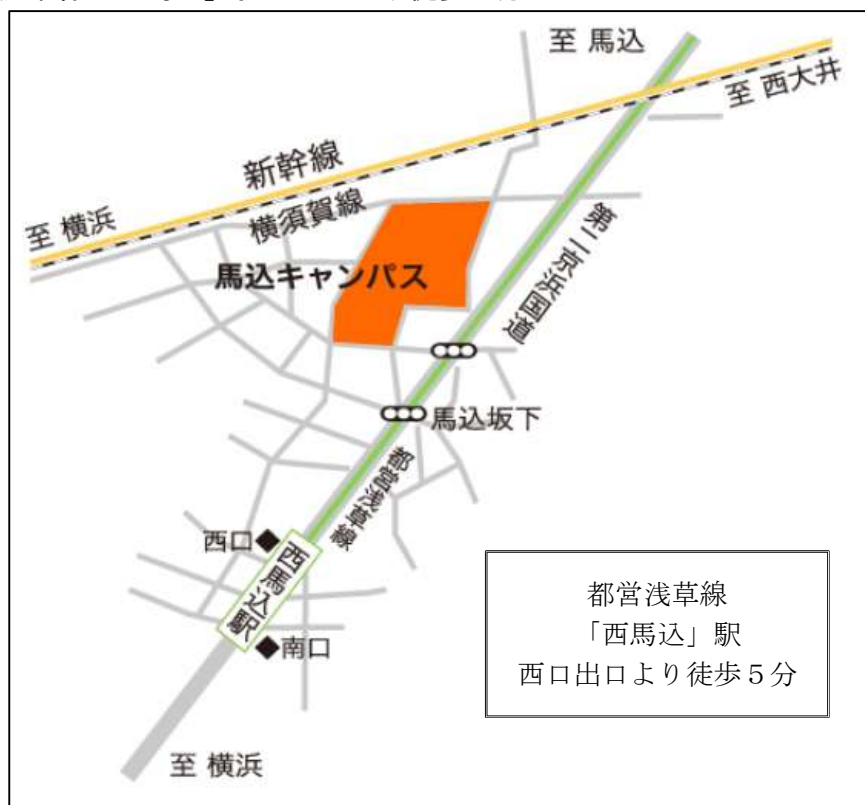 至 馬込
至 西大井
新幹線
横須賀線
至 横浜
馬込キャンパス
第二京浜国道
馬込坂下
都営浅草線
西口
西馬込駅
南口
至 横浜
都営浅草線
「西馬込」駅
西口出口より徒歩５分